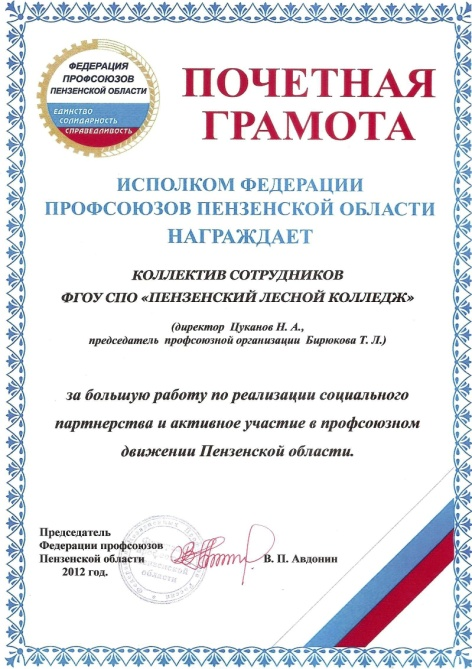 ФЕДЕРАЦИЯ
ПРОФСОЮЗОВ
ПЕНЗЕНСКОЙ ОБЛАСТИ
ЕДИНСТВО
СОЛИДАРНОСТЬ
СПРАВЕДЛИВОСТЬ
ПОЧЕТНАЯ
ГРАМОТА
ИСПОЛКОМ ФЕДЕРАЦИИ
ПРОФСОЮЗОВ ПЕНЗЕНСКОЙ ОБЛАСТИ
НАГРАЖДАЕТ
КОЛЛЕКТИВ СОТРУДНИКОВ
ФГОУ СПО «ПЕНЗЕНСКИЙ ЛЕСНОЙ КОЛЛЕДЖ»
(директор Цуканов Н. А.,
председатель профсоюзной организации Бирюкова Т. Л.)
за большую работу по реализации социального
партнерства и активное участие в профсоюзном
движении Пензенской области.
Председатель
Федерации профсоюзов
Пензенской области
2012 год.
В. П. Авдонин
области